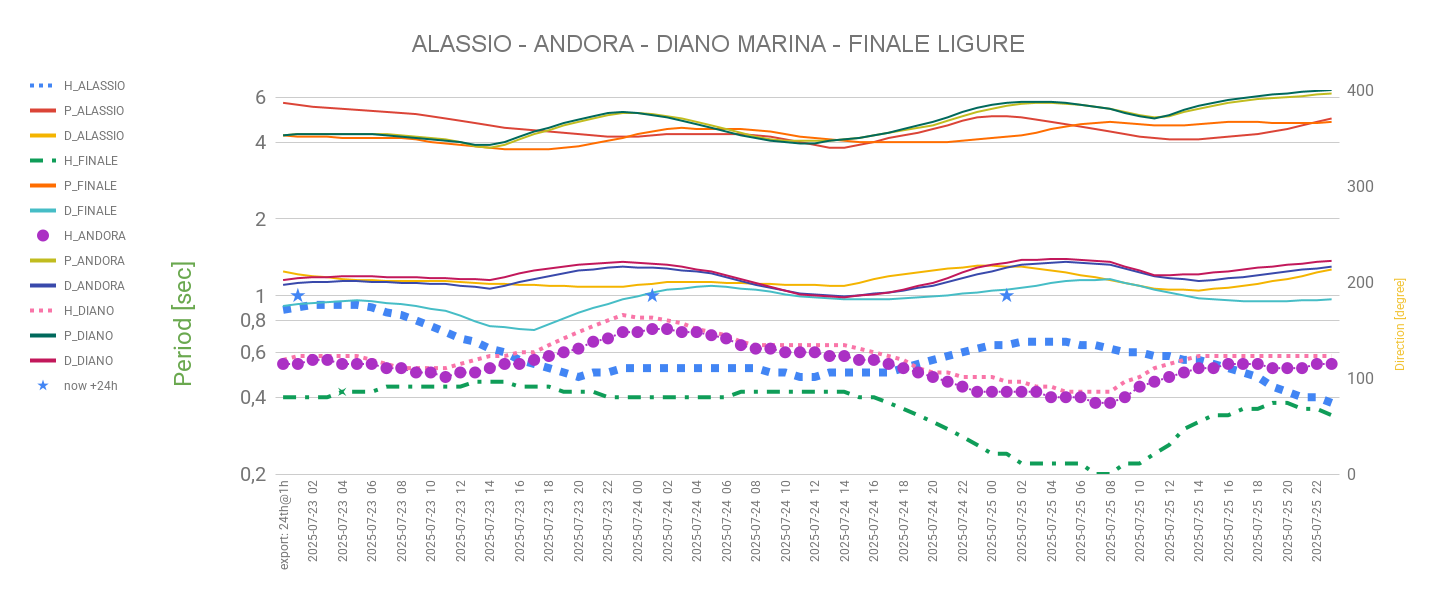 ALASSIO - ANDORA - DIANO MARINA - FINALE LIGURE
H_ALASSIO
P_ALASSIO
D_ALASSIO
H_FINALE
P_FINALE
D_FINALE
H_ANDORA
P_ANDORA
D_ANDORA
H_DIANO
P_DIANO
D_DIANO
now +24h
Period [sec]
6
4
2
1
0,8
0,6
0,4
0,2
400
300
200
100
0
Direction [degree]
export: 24th@1h
2025-07-23 02
2025-07-23 04
2025-07-23 06
2025-07-23 08
2025-07-23 10
2025-07-23 12
2025-07-23 14
2025-07-23 16
2025-07-23 18
2025-07-23 20
2025-07-23 22
2025-07-24 00
2025-07-24 02
2025-07-24 04
2025-07-24 06
2025-07-24 08
2025-07-24 10
2025-07-24 12
2025-07-24 14
2025-07-24 16
2025-07-24 18
2025-07-24 20
2025-07-24 22
2025-07-25 00
2025-07-25 02
2025-07-25 04
2025-07-25 06
2025-07-25 08
2025-07-25 10
2025-07-25 12
2025-07-25 14
2025-07-25 16
2025-07-25 18
2025-07-25 20
2025-07-25 22